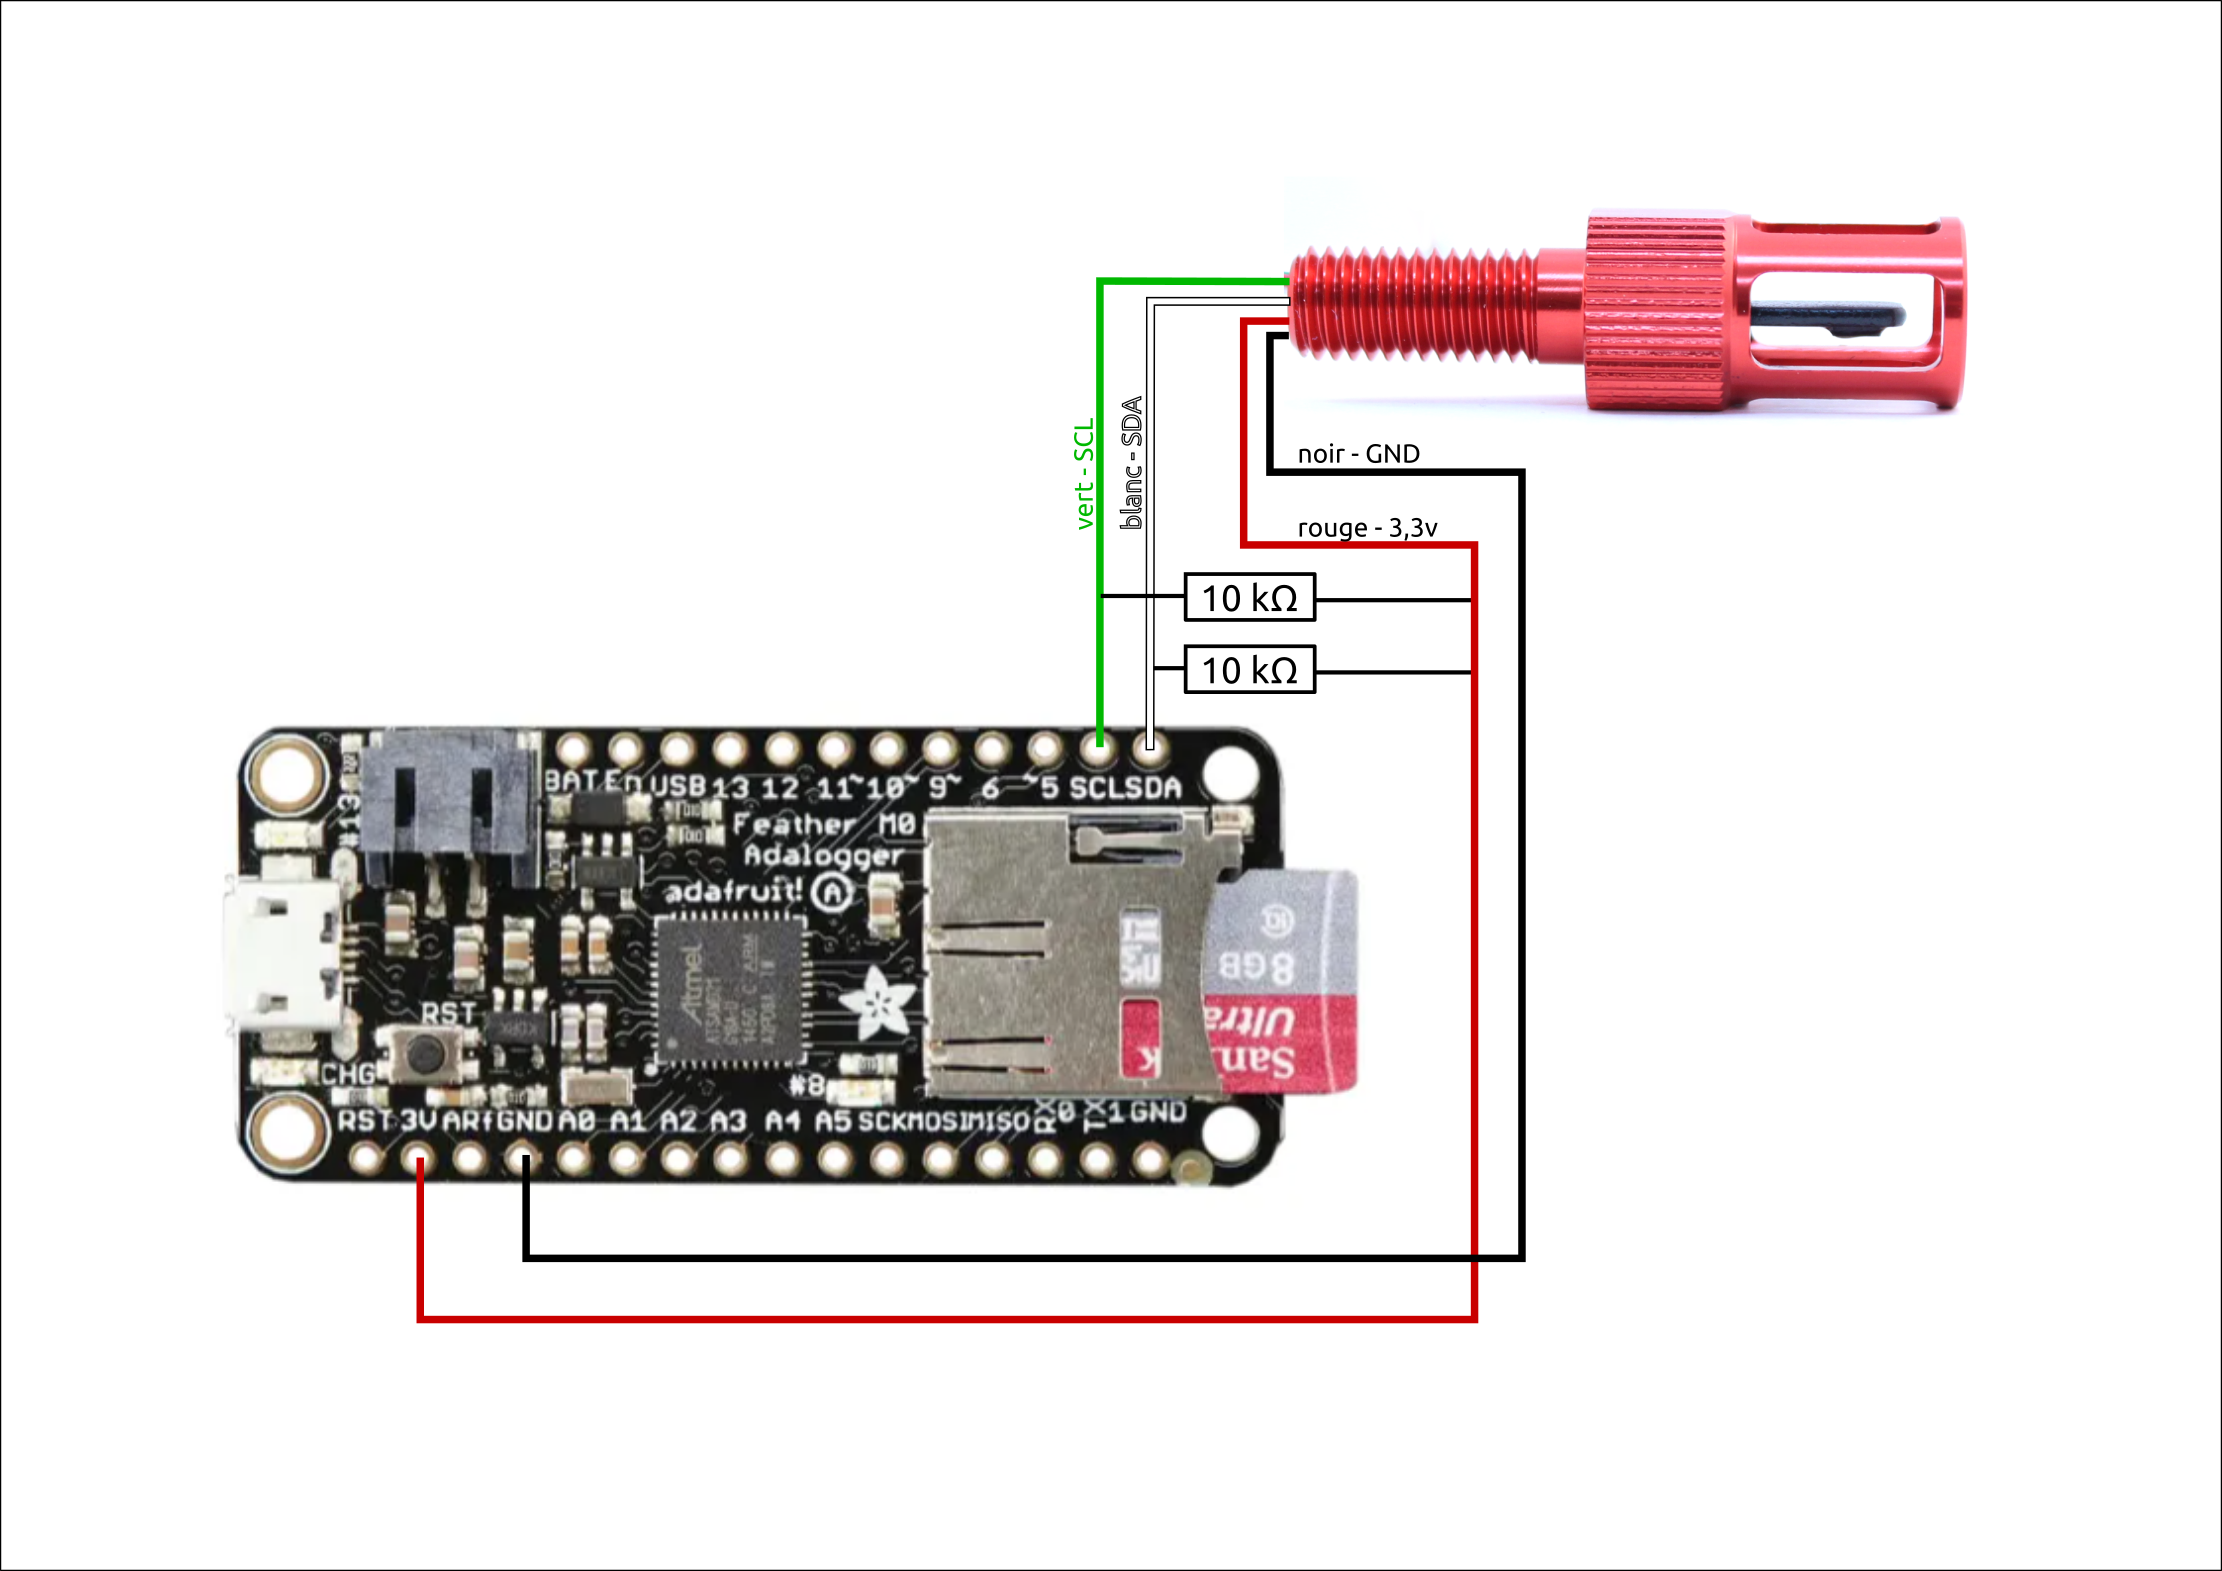 vert - SCL
blanc - SDA
noir - GND
rouge - 3,3v
10 kΩ
10 kΩ
#13
BAT EN USB 13 12 11~ 10~ 9~ 6 ~5 SCL SDA
Feather M0
Adalogger
adafruit!
Atmel
ARM
8GB
Ultra
San
k
RST
CHG
#8
RST 3V ARf GND A0 A1 A2 A3 A4 A5 SCK MOSI MISO RX0 TX1 GND